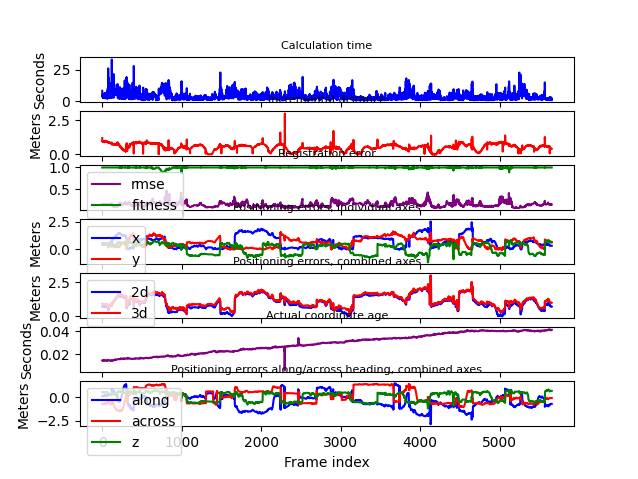 Calculation time
Seconds
25
0
Meters
2.5
0.0
Registration error
1.0
0.5
rmse
fitness
Positioning errors, individual axes
Meters
2.5
0.0
x
y
Positioning errors, combined axes
Meters
2.5
0.0
2d
3d
Actual coordinate age
Seconds
0.04
0.02
Positioning errors along/across heading, combined axes
Meters
0.0
−2.5
along
across
z
0 1000 2000 3000 4000 5000
Frame index